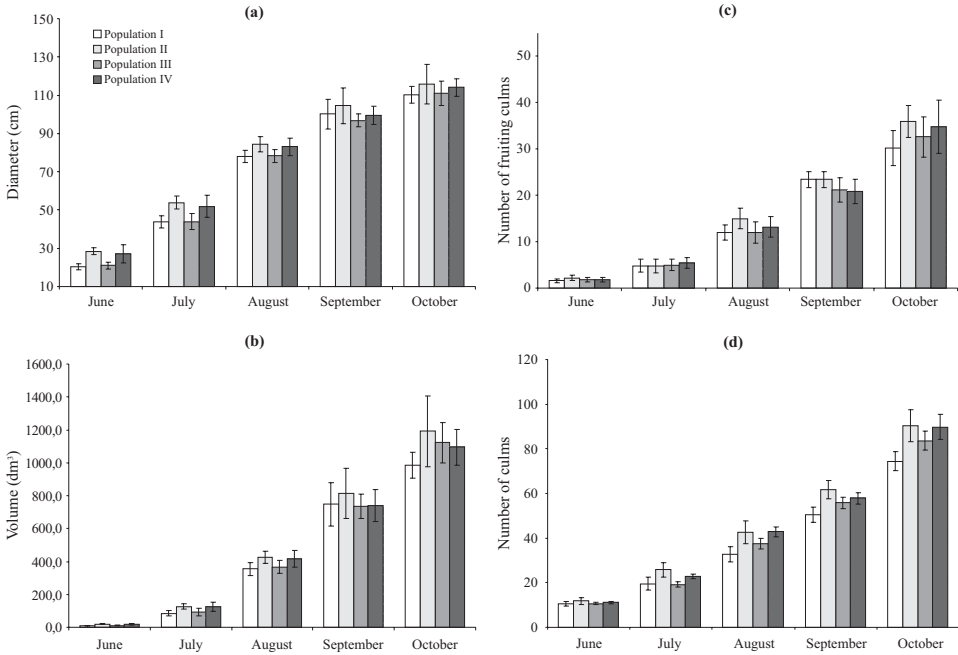 (a)
Diameter (cm)
150
130
110
90
70
50
30
10
Population I
Population II
Population III
Population IV
June July August September October
(c)
Number of fruiting culms
50
40
30
20
10
0
June July August September October
(b)
Volume (dm³)
1600,0
1400,0
1200,0
1000,0
800,0
600,0
400,0
200,0
0,0
June July August September October
(d)
Number of culms
120
100
80
60
40
20
0
June July August September October